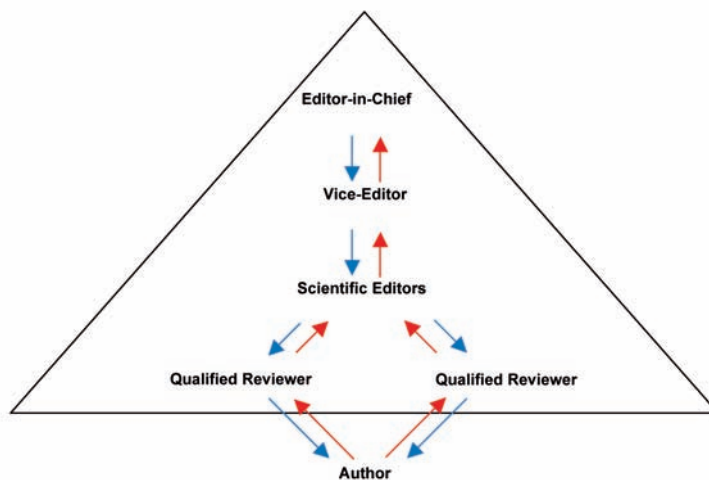 Editor-in-Chief
Vice-Editor
Scientific Editors
Qualified Reviewer
Qualified Reviewer
Author